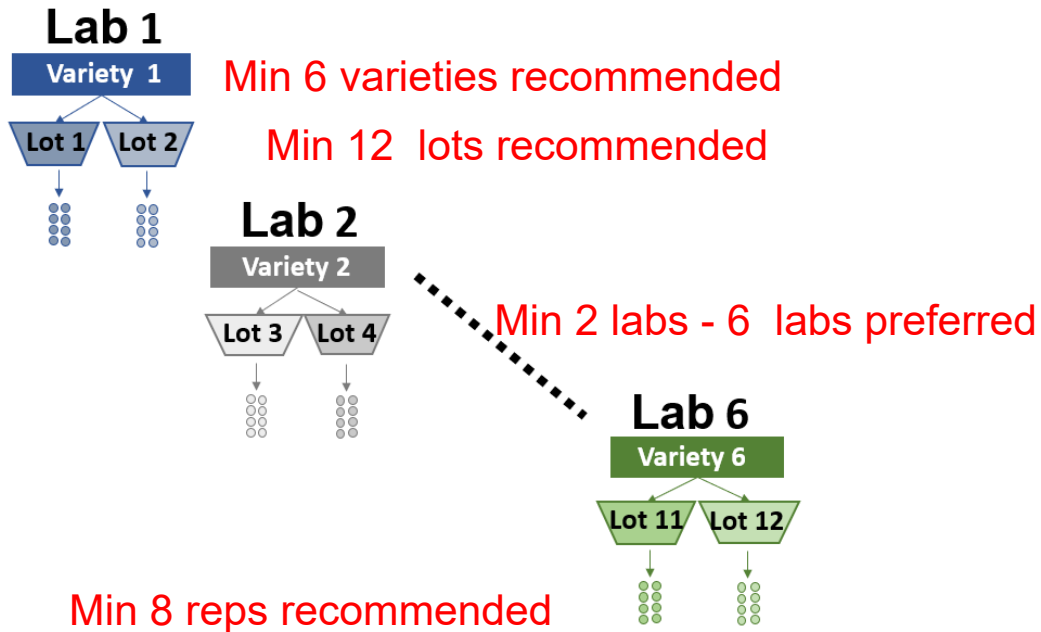 Lab 1
Variety 1
Min 6 varieties recommended
Lot 1 Lot 2
Min 12 lots recommended
Lab 2
Variety 2
Min 2 labs - 6 labs preferred
Lot 3 Lot 4
Lab 6
Variety 6
Lot 11 Lot 12
Min 8 reps recommended